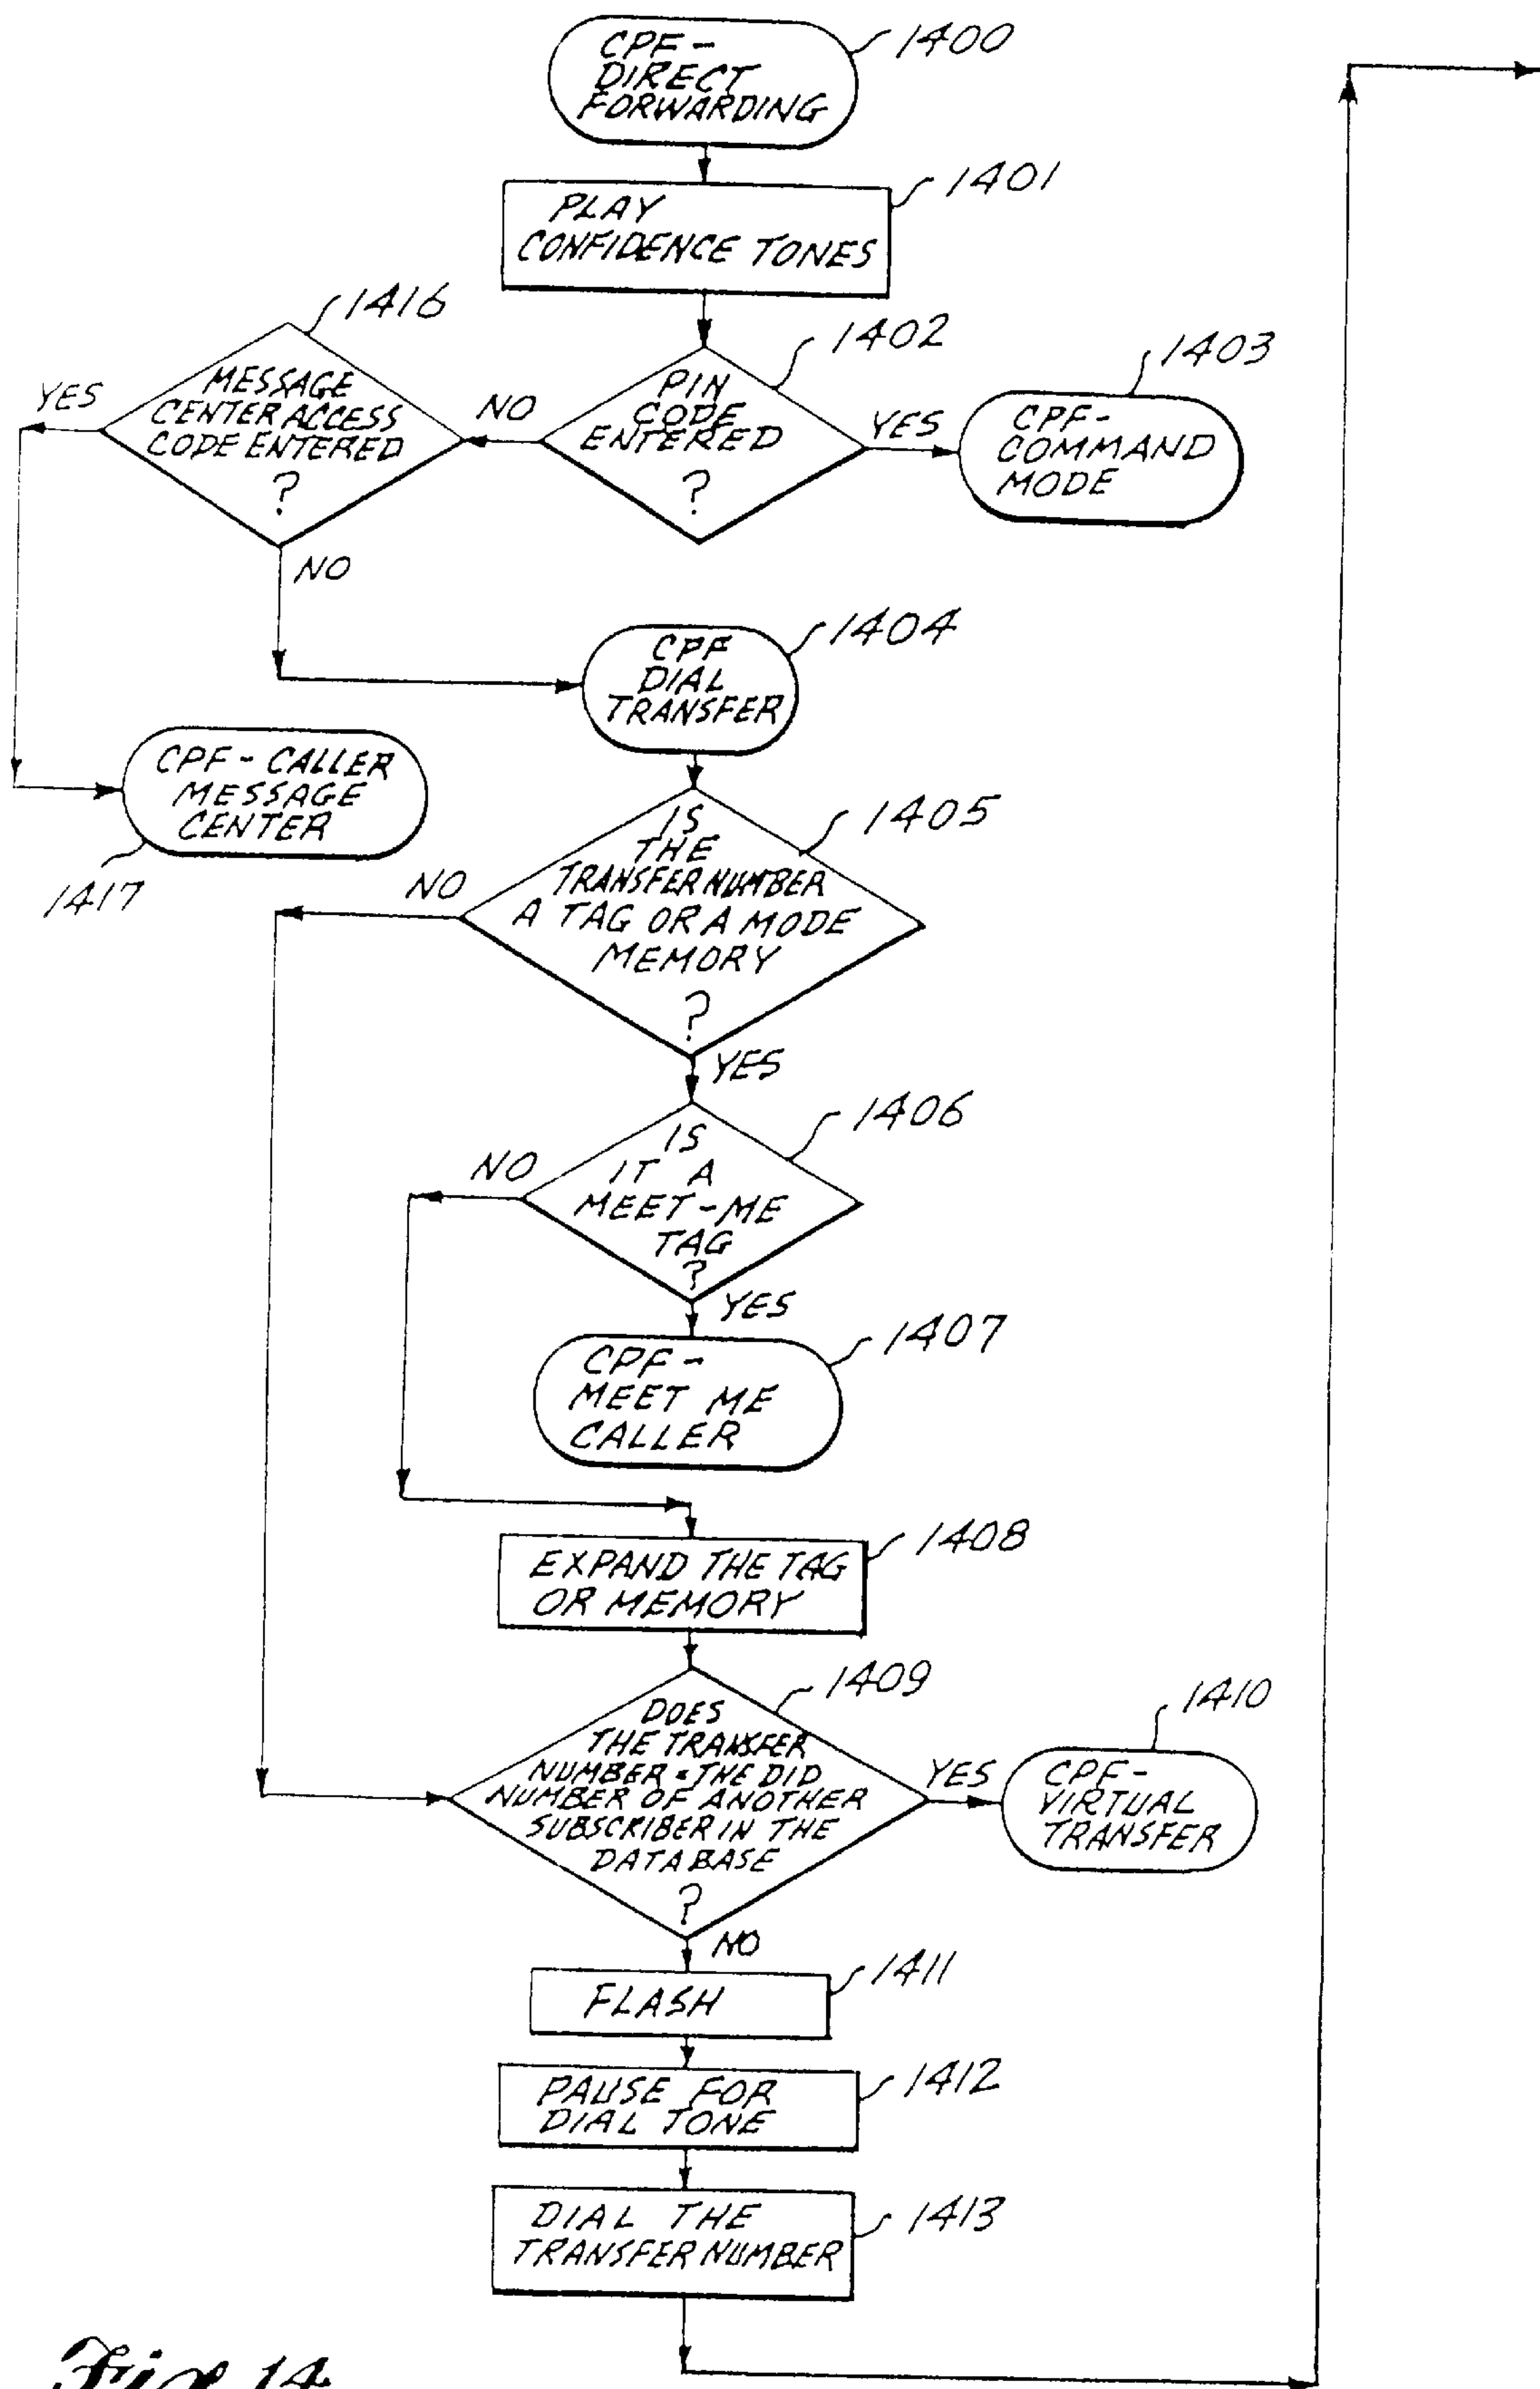 CPF-
DIRECT
FORWARDING
1400
PLAY
CONFIDENCE TONES
1401
MESSAGE
CENTER ACCESS
CODE ENTERED
?
1416
YES
NO
PIN
CODE
ENTERED
?
1402
NO
YES
CPF-
COMMAND
MODE
1403
CPF
DIAL
TRANSFER
1404
CPF-CALLER
MESSAGE
CENTER
1417
IS
THE
TRANSFER NUMBER
A TAG OR A MODE
MEMORY
?
1405
NO
YES
IS
IT A
MEET-ME
TAG
?
1406
NO
YES
CPF-
MEET ME
CALLER
1407
EXPAND THE TAG
OR MEMORY
1408
DOES
THE TRANSFER
NUMBER = THE DID
NUMBER OF ANOTHER
SUBSCRIBER IN THE
DATABASE
?
1409
YES
NO
CPF-
VIRTUAL
TRANSFER
1410
FLASH
1411
PAUSE FOR
DIAL TONE
1412
DIAL THE
TRANSFER NUMBER
1413
Fig. 14